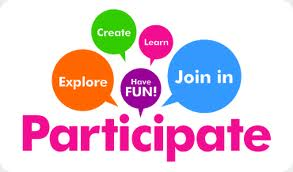 Create
Learn
Explore
Have
FUN!
Join in
Participate